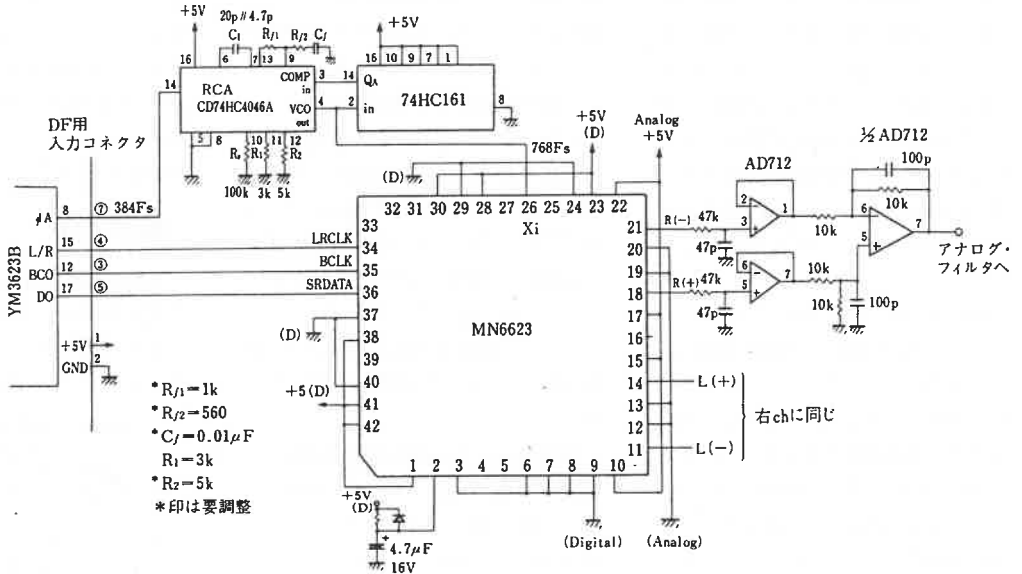 +5V
20p∥4.7p
C1
Rf1
Rf2
Cf
+5V
16
6
7
13
9
16
10
9
7
1
14
RCA
CD74HC4046A
COMP
in
VCO
out
3
4
14
2
QA
in
74HC161
8
5
8
10
11
12
R1
R2
100k
3k
5k
DF用
入力コネクタ
768Fs
+5V
(D)
Analog
+5V
½ AD712
100p
10k
AD712
(D)
YM3623B
φA
8
⑦
384Fs
L/R
15
④
LRCLK
BCO
12
③
BCLK
DO
17
⑤
SRDATA
+5V
1
GND
2
32
31
30
29
28
27
26
25
24
23
22
Xi
33
34
35
36
37
38
39
40
41
42
MN6623
21
20
19
18
17
16
15
14
13
12
11
1
2
3
4
5
6
7
8
9
10
R(-)
47k
47p
2
3
1
10k
R(+)
47k
47p
6
5
7
10k
10k
100p
6
5
7
アナログ・
フィルタへ
(D)
+5(D)
L(+)
L(-)
右chに同じ
*Rf1=1k
*Rf2=560
*Cf=0.01μF
R1=3k
*R2=5k
*印は要調整
+5V
(D)
+
4.7μF
16V
(Digital)
(Analog)